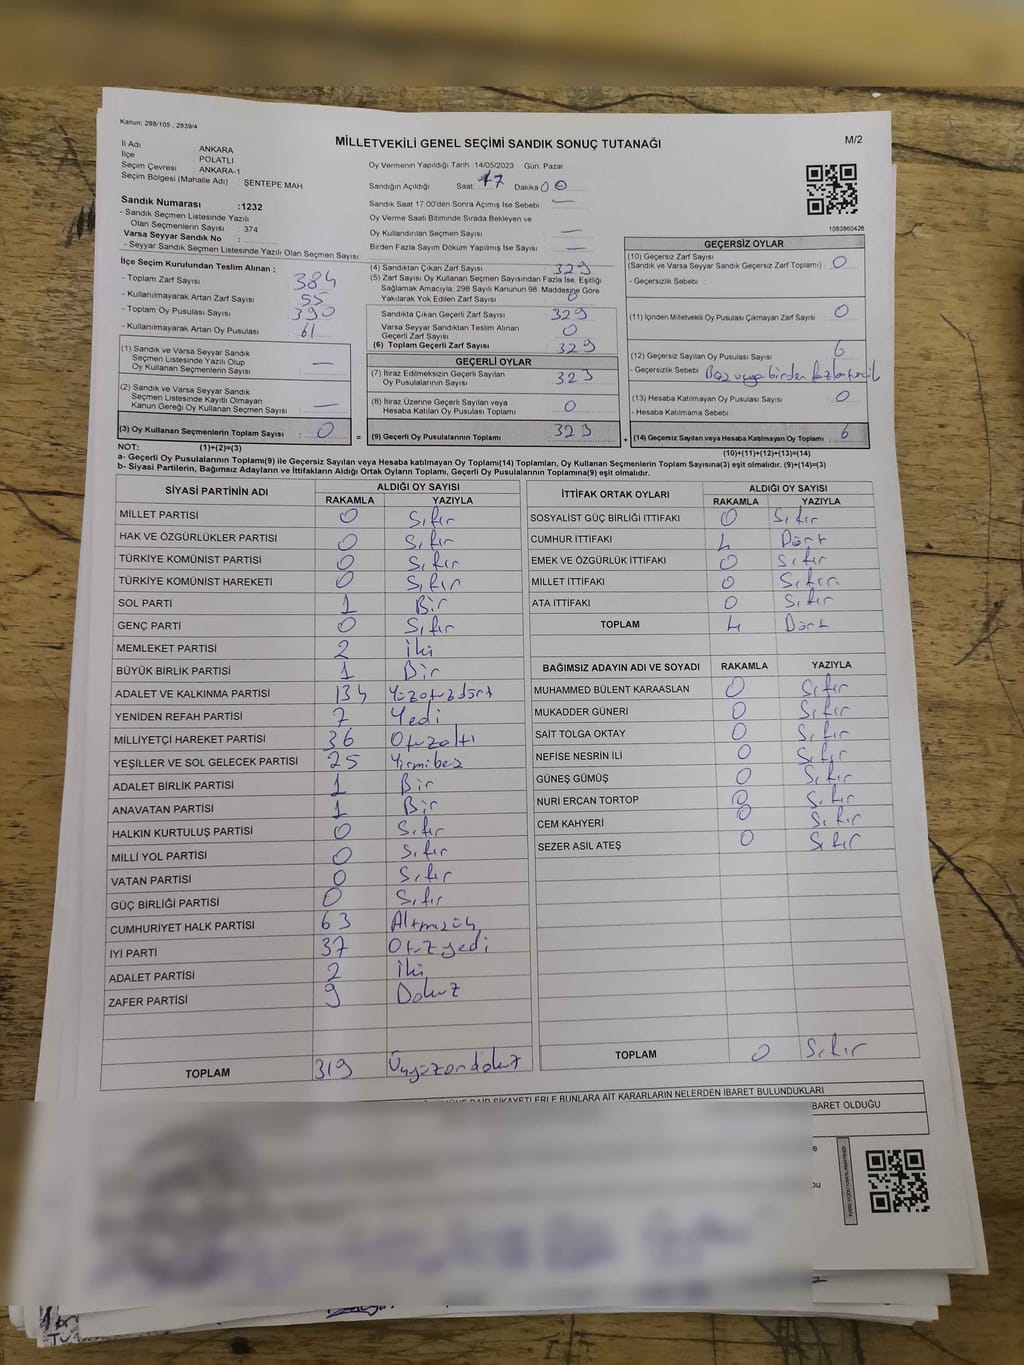 Kanun: 298/105 , 2839/4
MİLLETVEKİLİ GENEL SEÇİMİ SANDIK SONUÇ TUTANAĞI
M/2
İl Adı : ANKARA
İlçe : POLATLI
Seçim Çevresi : ANKARA-1
Seçim Bölgesi (Mahalle Adı) : ŞENTEPE MAH.
Sandık Numarası :1232
- Sandık Seçmen Listesinde Yazılı
Olan Seçmenlerin Sayısı : 374
Varsa Seyyar Sandık No :
- Seyyar Sandık Seçmen Listesinde Yazılı Olan Seçmen Sayısı:
Oy Vermenin Yapıldığı Tarih :14/05/2023 Gün: Pazar
Sandığın Açıldığı Saat: 17 Dakika 00
Sandık Saat 17:00'den Sonra Açımış İse Sebebi : —
Oy Verme Saati Bitiminde Sırada Bekleyen ve
Oy Kullandırılan Seçmen Sayısı : —
Birden Fazla Sayım Döküm Yapılmış İse Sayısı : —
1083860426
İlçe Seçim Kurulundan Teslim Alınan :
- Toplam Zarf Sayısı : 384
- Kullanılmayarak Artan Zarf Sayısı : 55
- Toplam Oy Pusulası Sayısı : 390
- Kullanılmayarak Artan Oy Pusulası : 61
(1) Sandık ve Varsa Seyyar Sandık
Seçmen Listesinde Yazılı Olup
Oy Kullanan Seçmenlerin Sayısı : —
(2) Sandık ve Varsa Seyyar Sandık
Seçmen Listesinde Kayıtlı Olmayan
Kanun Gereği Oy Kullanan Seçmen Sayısı : —
(3) Oy Kullanan Seçmenlerin Toplam Sayısı : 0
(4) Sandıktan Çıkan Zarf Sayısı : 329
(5) Zarf Sayısı Oy Kullanan Seçmen Sayısından Fazla İse, Eşitliği
Sağlamak Amacıyla; 298 Sayılı Kanunun 98. Maddesine Göre
Yakılarak Yok Edilen Zarf Sayısı : 0
Sandıkta Çıkan Geçerli Zarf Sayısı : 329
Varsa Seyyar Sandıktan Teslim Alınan
Geçerli Zarf Sayısı : 0
(6) Toplam Geçerli Zarf Sayısı : 329
GEÇERLİ OYLAR
(7) İtiraz Edilmeksizin Geçerli Sayılan
Oy Pusulalarının Sayısı : 323
(8) İtiraz Üzerine Geçerli Sayılan veya
Hesaba Katılan Oy Pusulası Toplamı : 0
= (9) Geçerli Oy Pusulalarının Toplamı : 323 +
GEÇERSİZ OYLAR
(10) Geçersiz Zarf Sayısı
(Sandık ve Varsa Seyyar Sandık Geçersiz Zarf Toplamı) : 0
- Geçersizlik Sebebi :
(11) İçinden Milletvekili Oy Pusulası Çıkmayan Zarf Sayısı : 0
(12) Geçersiz Sayılan Oy Pusulası Sayısı : 6
- Geçersizlik Sebebi : Boş veya birden fazla
(13) Hesaba Katılmayan Oy Pusulası Sayısı : 0
- Hesaba Katılmama Sebebi :
(14) Geçersiz Sayılan veya Hesaba Katılmayan Oy Toplamı : 6
NOT: (1)+(2)=(3)
(10)+(11)+(12)+(13)=(14)
a- Geçerli Oy Pusulalarının Toplamı(9) ile Geçersiz Sayılan veya Hesaba katılmayan Oy Toplamı(14) Toplamları, Oy Kullanan Seçmenlerin Toplam Sayısına(3) eşit olmalıdır. (9)+(14)=(3)
b- Siyasi Partilerin, Bağımsız Adayların ve İttifakların Aldığı Ortak Oyların Toplamı, Geçerli Oy Pusulalarının Toplamına(9) eşit olmalıdır.
SİYASİ PARTİNİN ADI ALDIĞI OY SAYISI
RAKAMLA YAZIYLA
MİLLET PARTİSİ 0 Sıfır
HAK VE ÖZGÜRLÜKLER PARTİSİ 0 Sıfır
TÜRKİYE KOMÜNİST PARTİSİ 0 Sıfır
TÜRKİYE KOMÜNİST HAREKETİ 0 Sıfır
SOL PARTİ 1 Bir
GENÇ PARTİ 0 Sıfır
MEMLEKET PARTİSİ 2 İki
BÜYÜK BİRLİK PARTİSİ 1 Bir
ADALET VE KALKINMA PARTİSİ 134 Yüzotuzdört
YENİDEN REFAH PARTİSİ 7 Yedi
MİLLİYETÇİ HAREKET PARTİSİ 36 Otuzaltı
YEŞİLLER VE SOL GELECEK PARTİSİ 25 Yirmibeş
ADALET BİRLİK PARTİSİ 1 Bir
ANAVATAN PARTİSİ 1 Bir
HALKIN KURTULUŞ PARTİSİ 0 Sıfır
MİLLİ YOL PARTİSİ 0 Sıfır
VATAN PARTİSİ 0 Sıfır
GÜÇ BİRLİĞİ PARTİSİ 0 Sıfır
CUMHURİYET HALK PARTİSİ 63 Altmışüç
İYİ PARTİ 37 Otuzyedi
ADALET PARTİSİ 2 İki
ZAFER PARTİSİ 9 Dokuz
TOPLAM 319 Üçyüzondokuz
İTTİFAK ORTAK OYLARI ALDIĞI OY SAYISI
RAKAMLA YAZIYLA
SOSYALİST GÜÇ BİRLİĞİ İTTİFAKI 0 Sıfır
CUMHUR İTTİFAKI 4 Dört
EMEK VE ÖZGÜRLÜK İTTİFAKI 0 Sıfır
MİLLET İTTİFAKI 0 Sıfır.
ATA İTTİFAKI 0 Sıfır
TOPLAM 4 Dört
BAĞIMSIZ ADAYIN ADI VE SOYADI RAKAMLA YAZIYLA
MUHAMMED BÜLENT KARAASLAN 0 Sıfır
MUKADDER GÜNERİ 0 Sıfır
SAİT TOLGA OKTAY 0 Sıfır
NEFİSE NESRİN İLİ 0 Sıfır
GÜNEŞ GÜMÜŞ 0 Sıfır
NURİ ERCAN TORTOP 0 Sıfır
CEM KAHYERİ 0 Sıfır
SEZER ASİL ATEŞ 0 Sıfır
TOPLAM 0 Sıfır
DAİR ŞİKAYETLERLE BUNLARA AİT KARARLARIN NELERDEN İBARET BULUNDUKLARI
BARET OLDUĞU